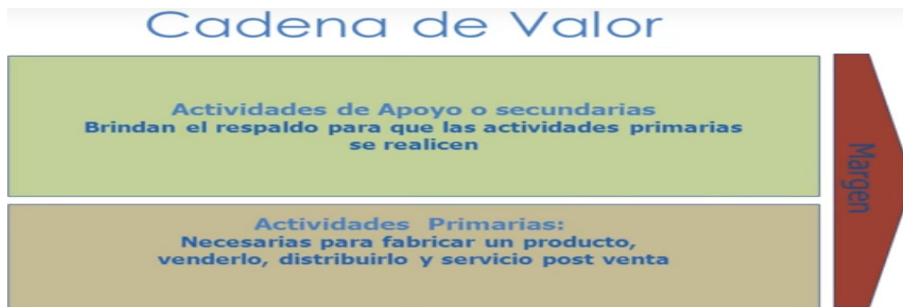 Cadena de Valor
Actividades de Apoyo o secundarias
Brindan el respaldo para que las actividades primarias
se realicen
Margen
Actividades Primarias:
Necesarias para fabricar un producto,
venderlo, distribuirlo y servicio post venta